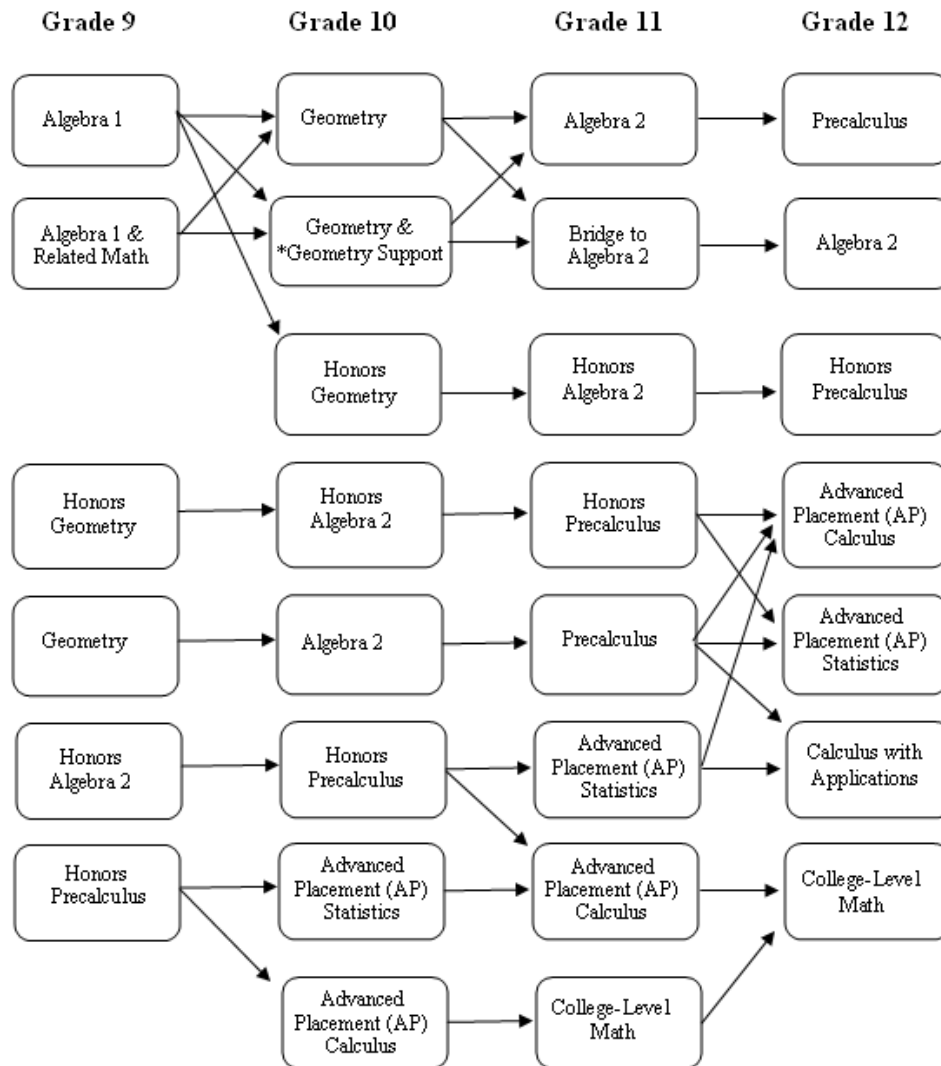 Grade 9 Grade 10 Grade 11 Grade 12
Algebra 1
Geometry
Algebra 2
Precalculus
Algebra 1 &
Related Math
Geometry &
*Geometry Support
Bridge to
Algebra 2
Algebra 2
Honors
Geometry
Honors
Algebra 2
Honors
Precalculus
Honors
Geometry
Honors
Algebra 2
Honors
Precalculus
Advanced
Placement (AP)
Calculus
Geometry
Algebra 2
Precalculus
Advanced
Placement (AP)
Statistics
Honors
Algebra 2
Honors
Precalculus
Advanced
Placement (AP)
Statistics
Calculus with
Applications
Honors
Precalculus
Advanced
Placement (AP)
Statistics
Advanced
Placement (AP)
Calculus
College-Level
Math
Advanced
Placement (AP)
Calculus
College-Level
Math